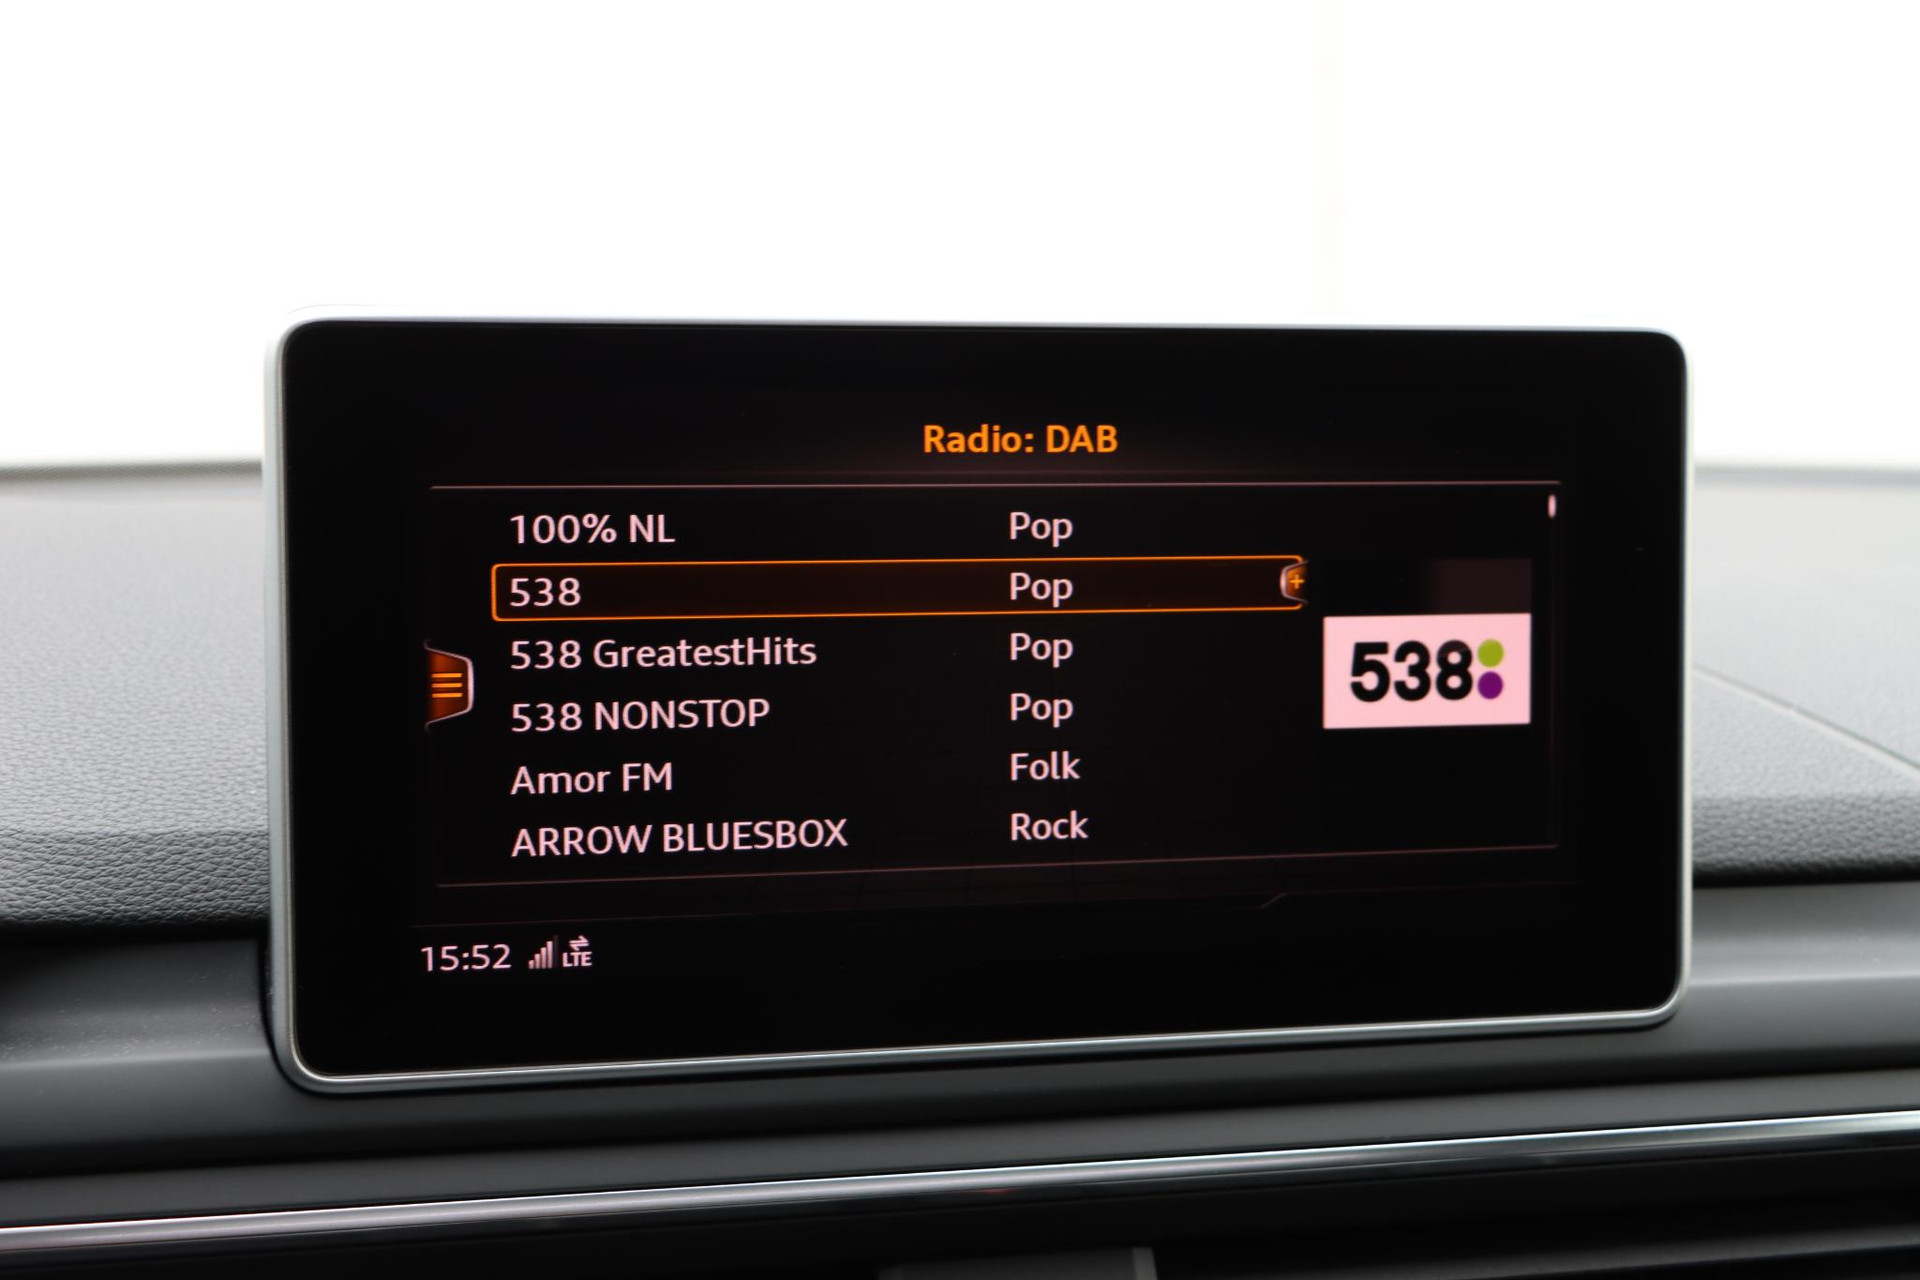 Radio: DAB
100% NL Pop
538 Pop
538 GreatestHits Pop
538 NONSTOP Pop
Amor FM Folk
ARROW BLUESBOX Rock
538
15:52 LTE